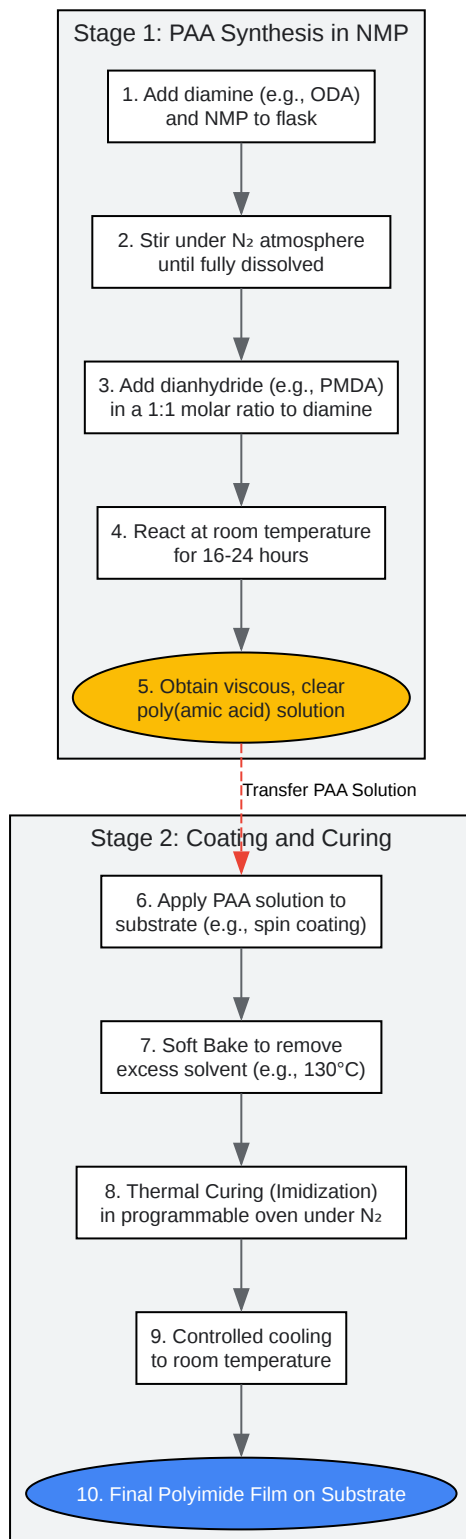 Stage 1: PAA Synthesis in NMP
1. Add diamine (e.g., ODA)
and NMP to flask
2. Stir under N₂ atmosphere
until fully dissolved
3. Add dianhydride (e.g., PMDA)
in a 1:1 molar ratio to diamine
4. React at room temperature
for 16-24 hours
5. Obtain viscous, clear
poly(amic acid) solution
Transfer PAA Solution
Stage 2: Coating and Curing
6. Apply PAA solution to
substrate (e.g., spin coating)
7. Soft Bake to remove
excess solvent (e.g., 130°C)
8. Thermal Curing (Imidization)
in programmable oven under N₂
9. Controlled cooling
to room temperature
10. Final Polyimide Film on Substrate